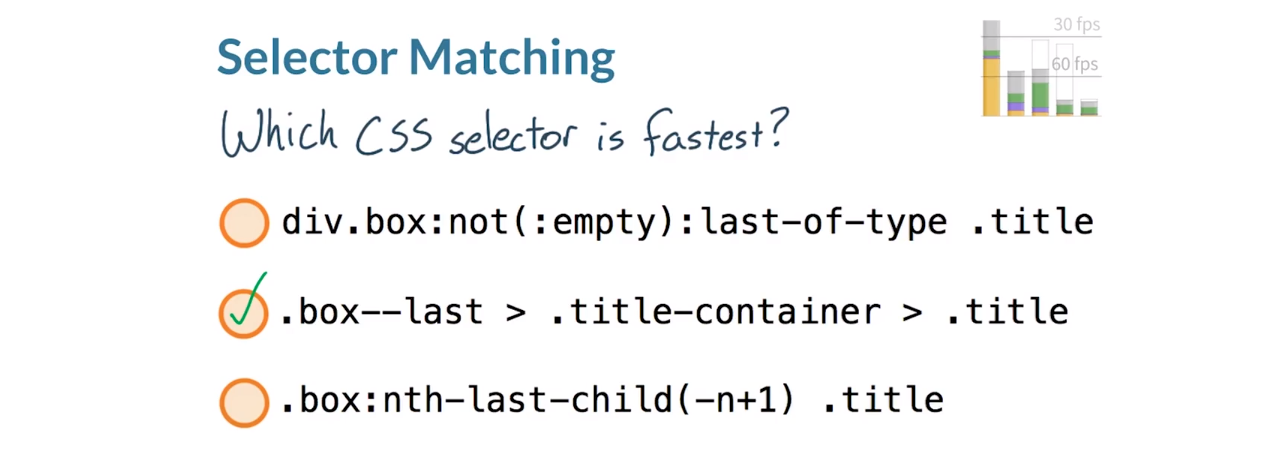 Selector Matching
30 fps
60 fps
Which CSS selector is fastest?
div.box:not(:empty):last-of-type .title
.box--last > .title-container > .title
.box:nth-last-child(-n+1) .title